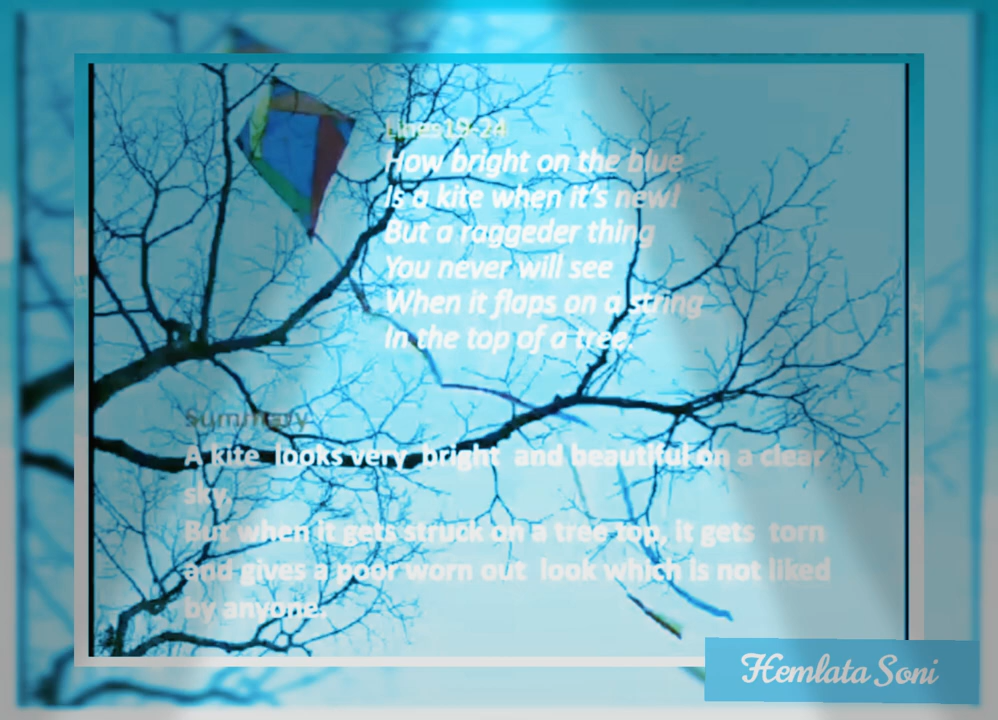 Lines19-24
How bright on the blue
Is a kite when it's new!
But a raggeder thing
You never will see
When it flaps on a string
In the top of a tree.
Summary
A kite looks very bright and beautiful on a clear
sky,
But when it gets struck on a tree top, it gets torn
and gives a poor worn out look which is not liked
by anyone.
Hemlata Soni